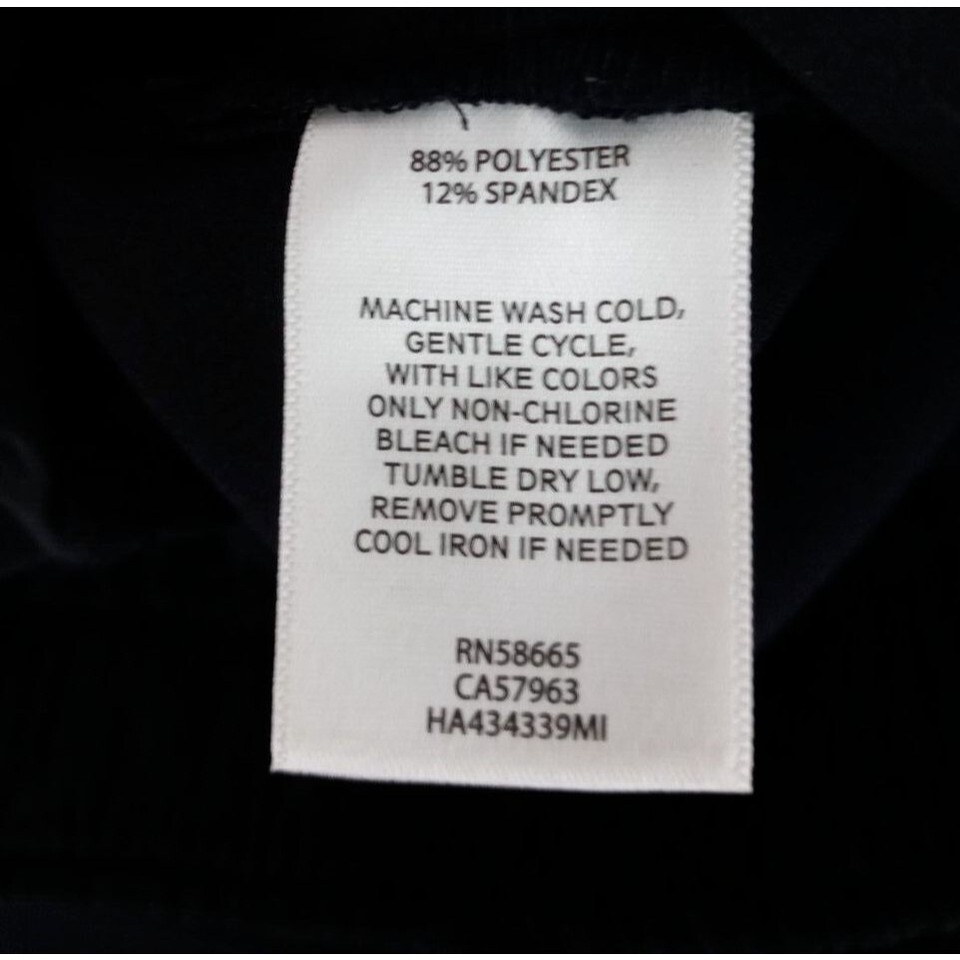 88% POLYESTER
12% SPANDEX
MACHINE WASH COLD,
GENTLE CYCLE,
WITH LIKE COLORS
ONLY NON-CHLORINE
BLEACH IF NEEDED
TUMBLE DRY LOW,
REMOVE PROMPTLY
COOL IRON IF NEEDED
RN58665
CA57963
HA434339MI